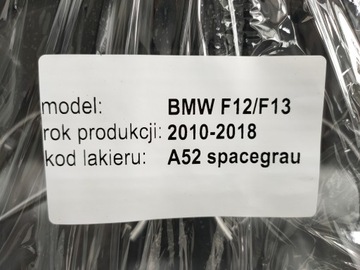 model: BMW F12/F13
rok produkcji: 2010-2018
kod lakieru: A52 spacegrau